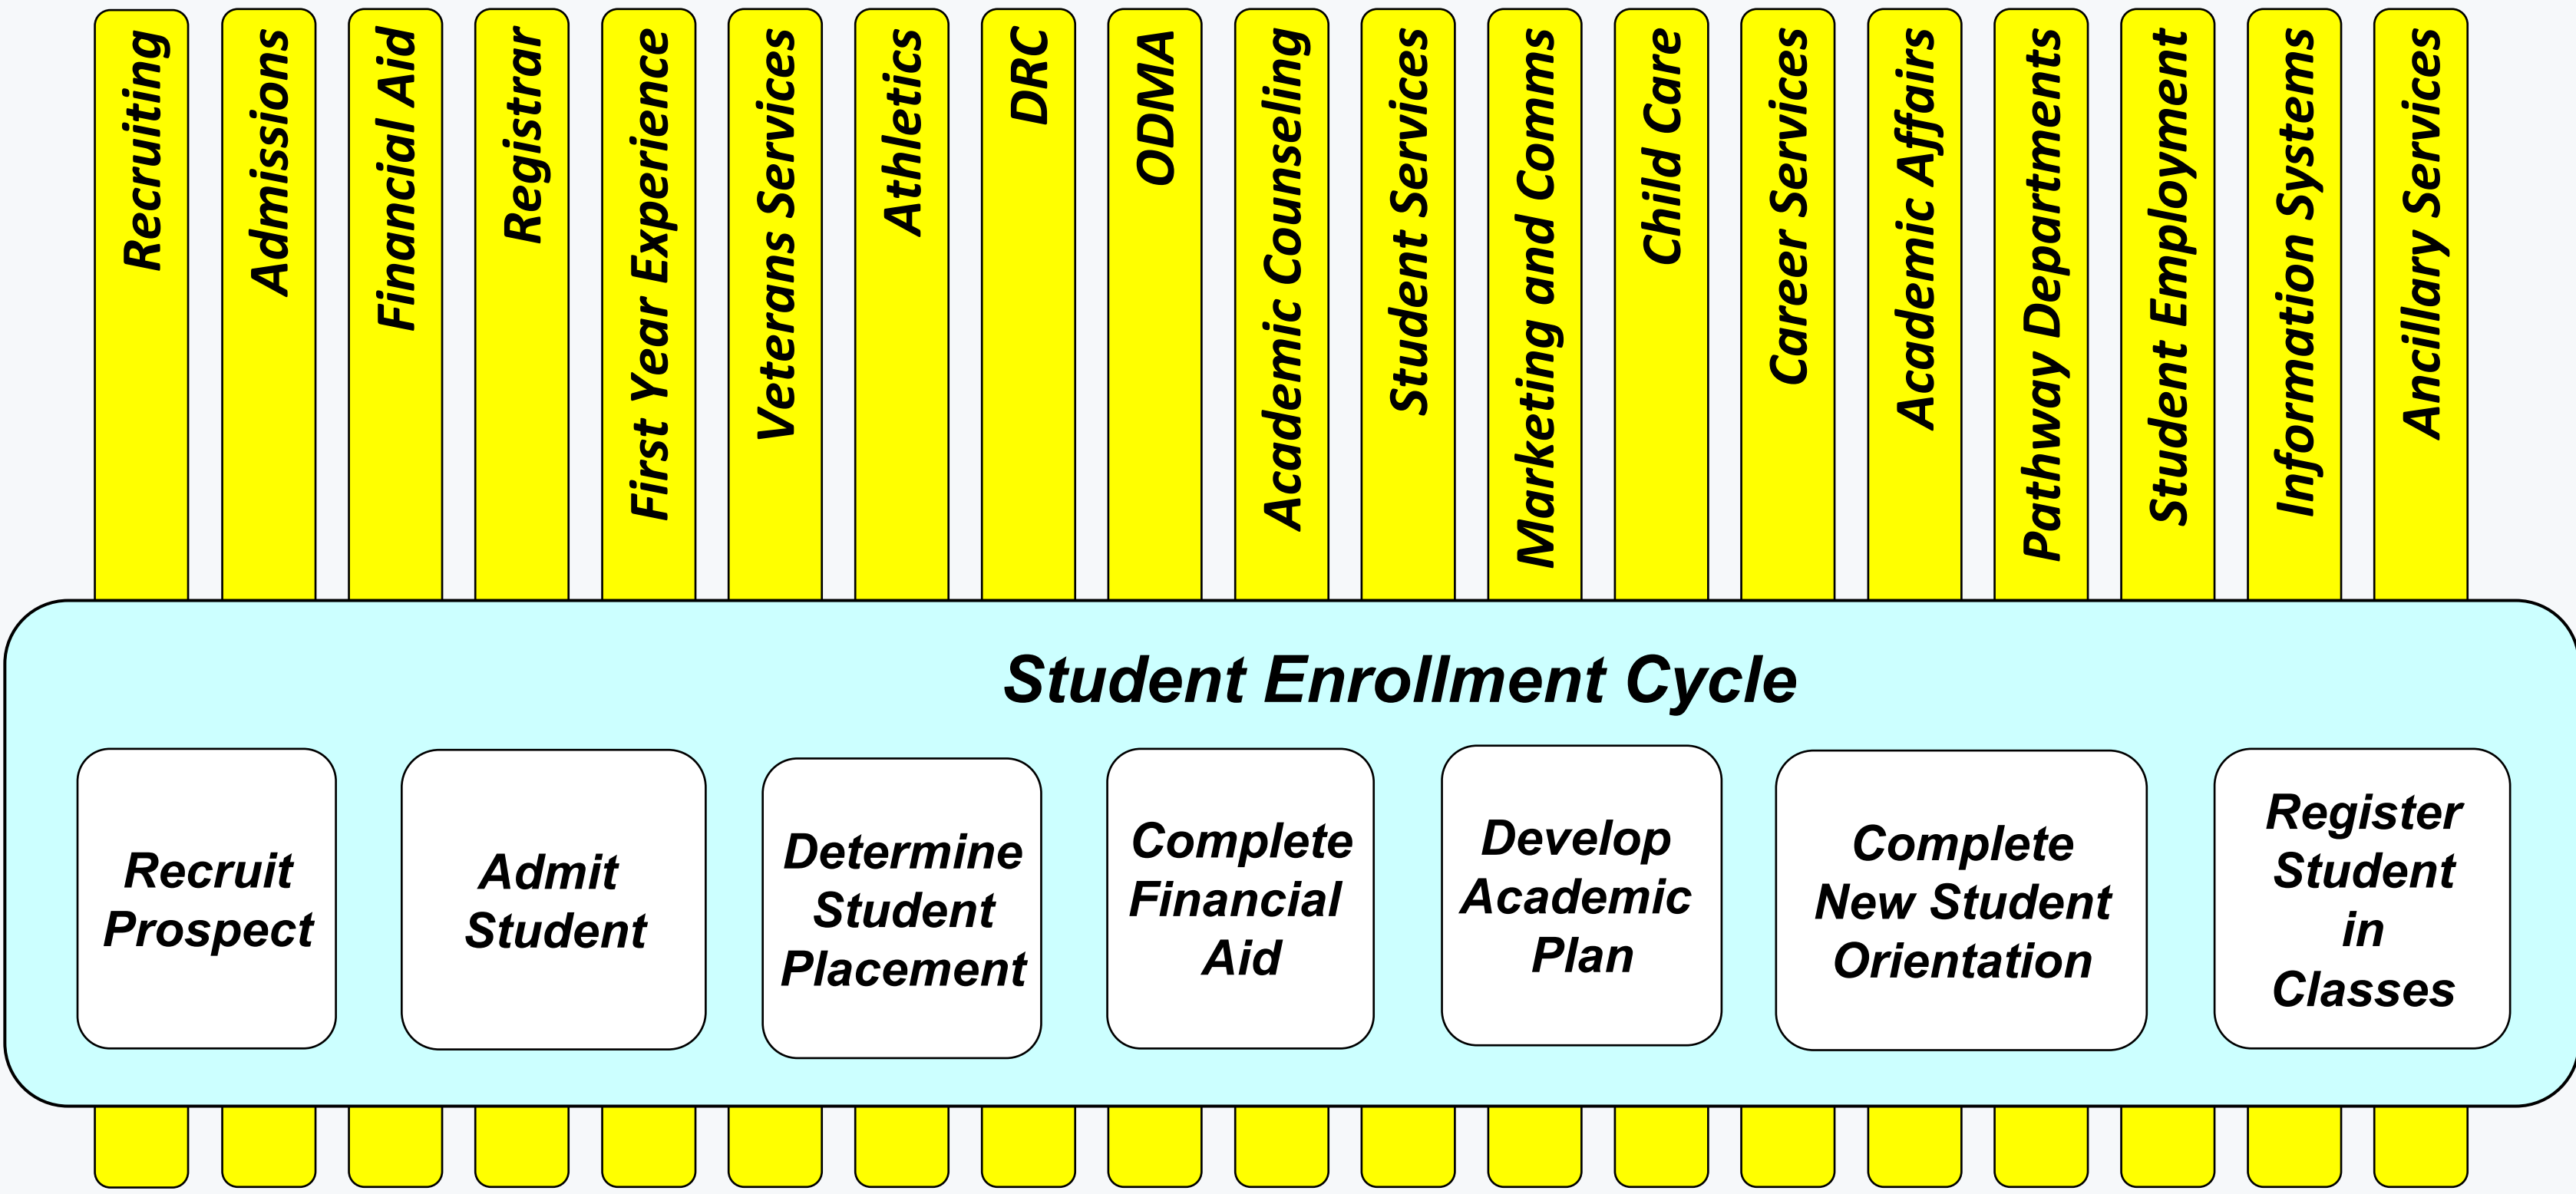 Recruiting
Admissions
Financial Aid
Registrar
First Year Experience
Veterans Services
Athletics
DRC
ODMA
Academic Counseling
Student Services
Marketing and Comms
Child Care
Career Services
Academic Affairs
Pathway Departments
Student Employment
Information Systems
Ancillary Services
Student Enrollment Cycle
Recruit
Prospect
Admit
Student
Determine
Student
Placement
Complete
Financial
Aid
Develop
Academic
Plan
Complete
New Student
Orientation
Register
Student
in
Classes